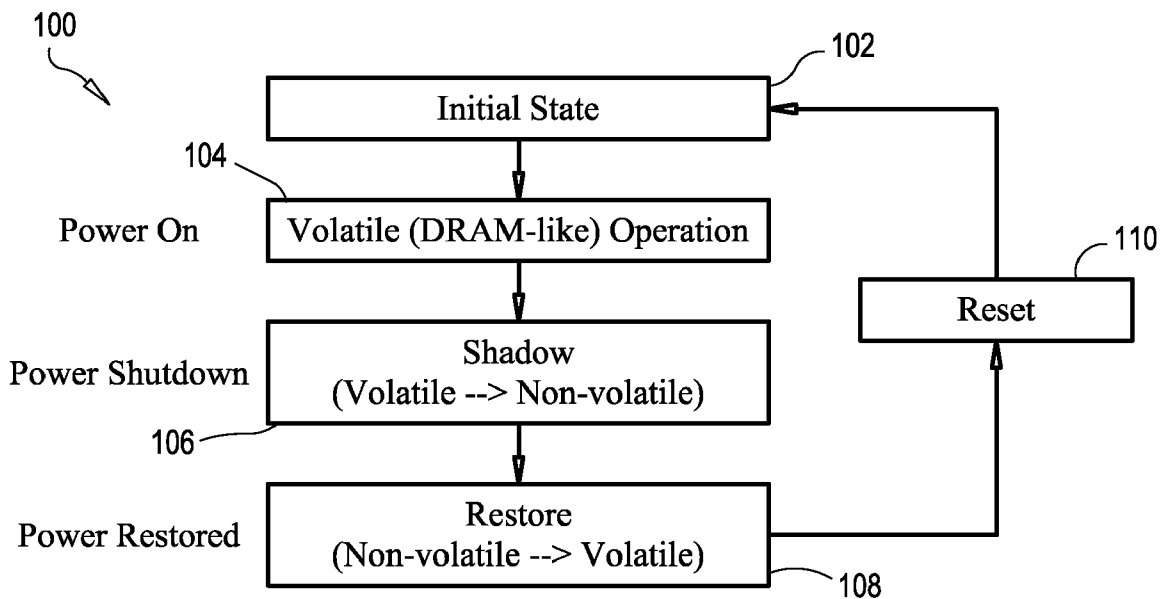 100
102
Initial State
104
Power On
Volatile (DRAM-like) Operation
110
Reset
Power Shutdown
Shadow
(Volatile --> Non-volatile)
106
Power Restored
Restore
(Non-volatile --> Volatile)
108